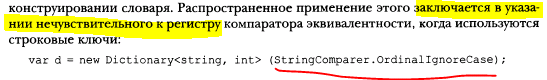 конструировании словаря. Распространенное применение этого заключается в указа-
нии нечувствительного к регистру компаратора эквивалентности, когда используются
строковые ключи:
var d = new Dictionary<string, int> (StringComparer.OrdinalIgnoreCase);